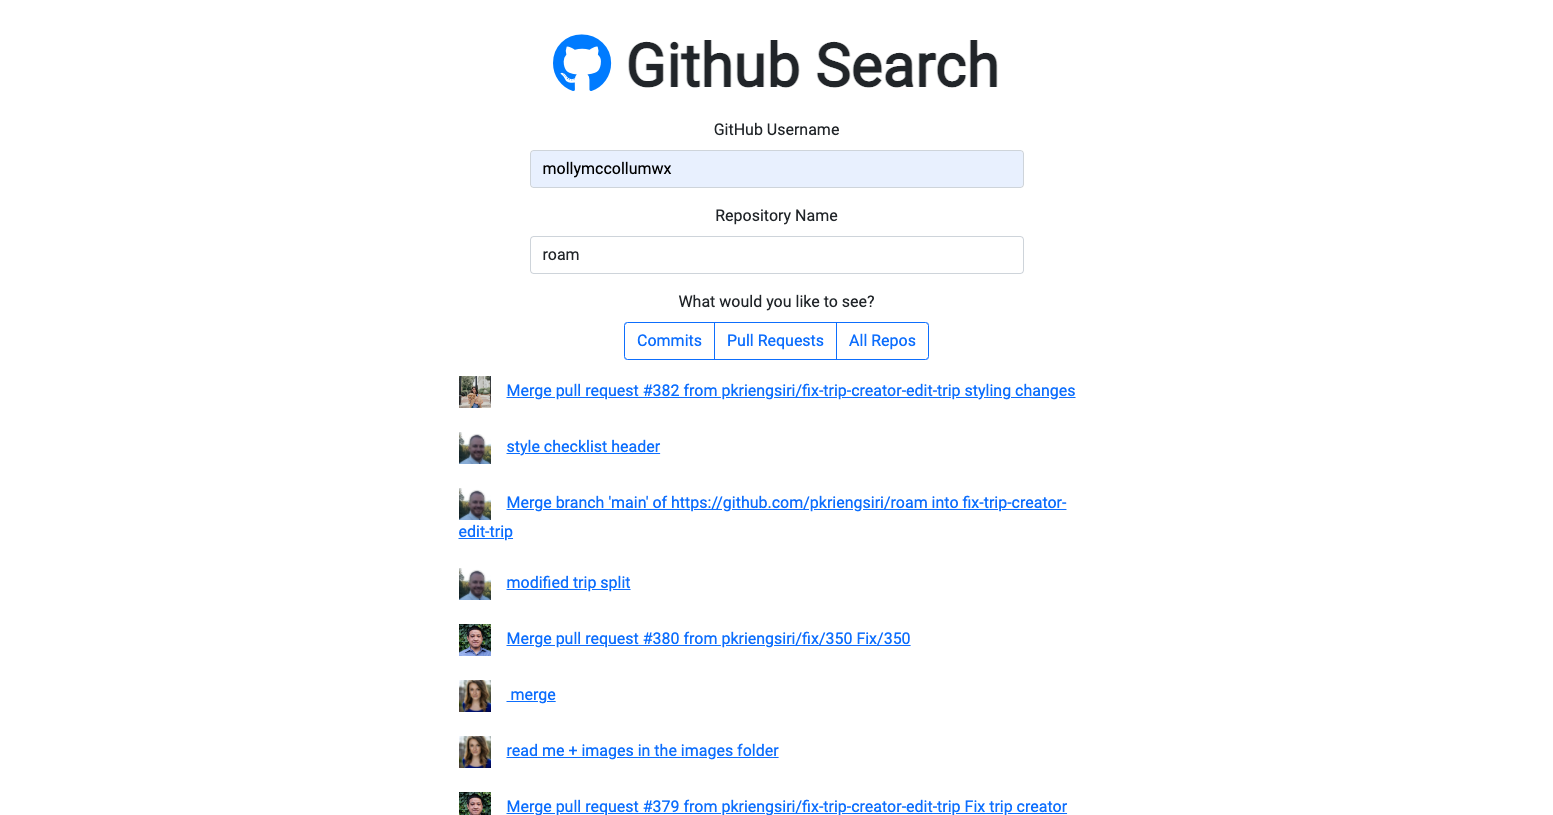 Github Search
GitHub Username
mollymccollumwx
Repository Name
roam
What would you like to see?
Commits Pull Requests All Repos
Merge pull request #382 from pkriengsiri/fix-trip-creator-edit-trip styling changes
style checklist header
Merge branch 'main' of https://github.com/pkriengsiri/roam into fix-trip-creator-
edit-trip
modified trip split
Merge pull request #380 from pkriengsiri/fix/350 Fix/350
merge
read me + images in the images folder
Merge pull request #379 from pkriengsiri/fix-trip-creator-edit-trip Fix trip creator